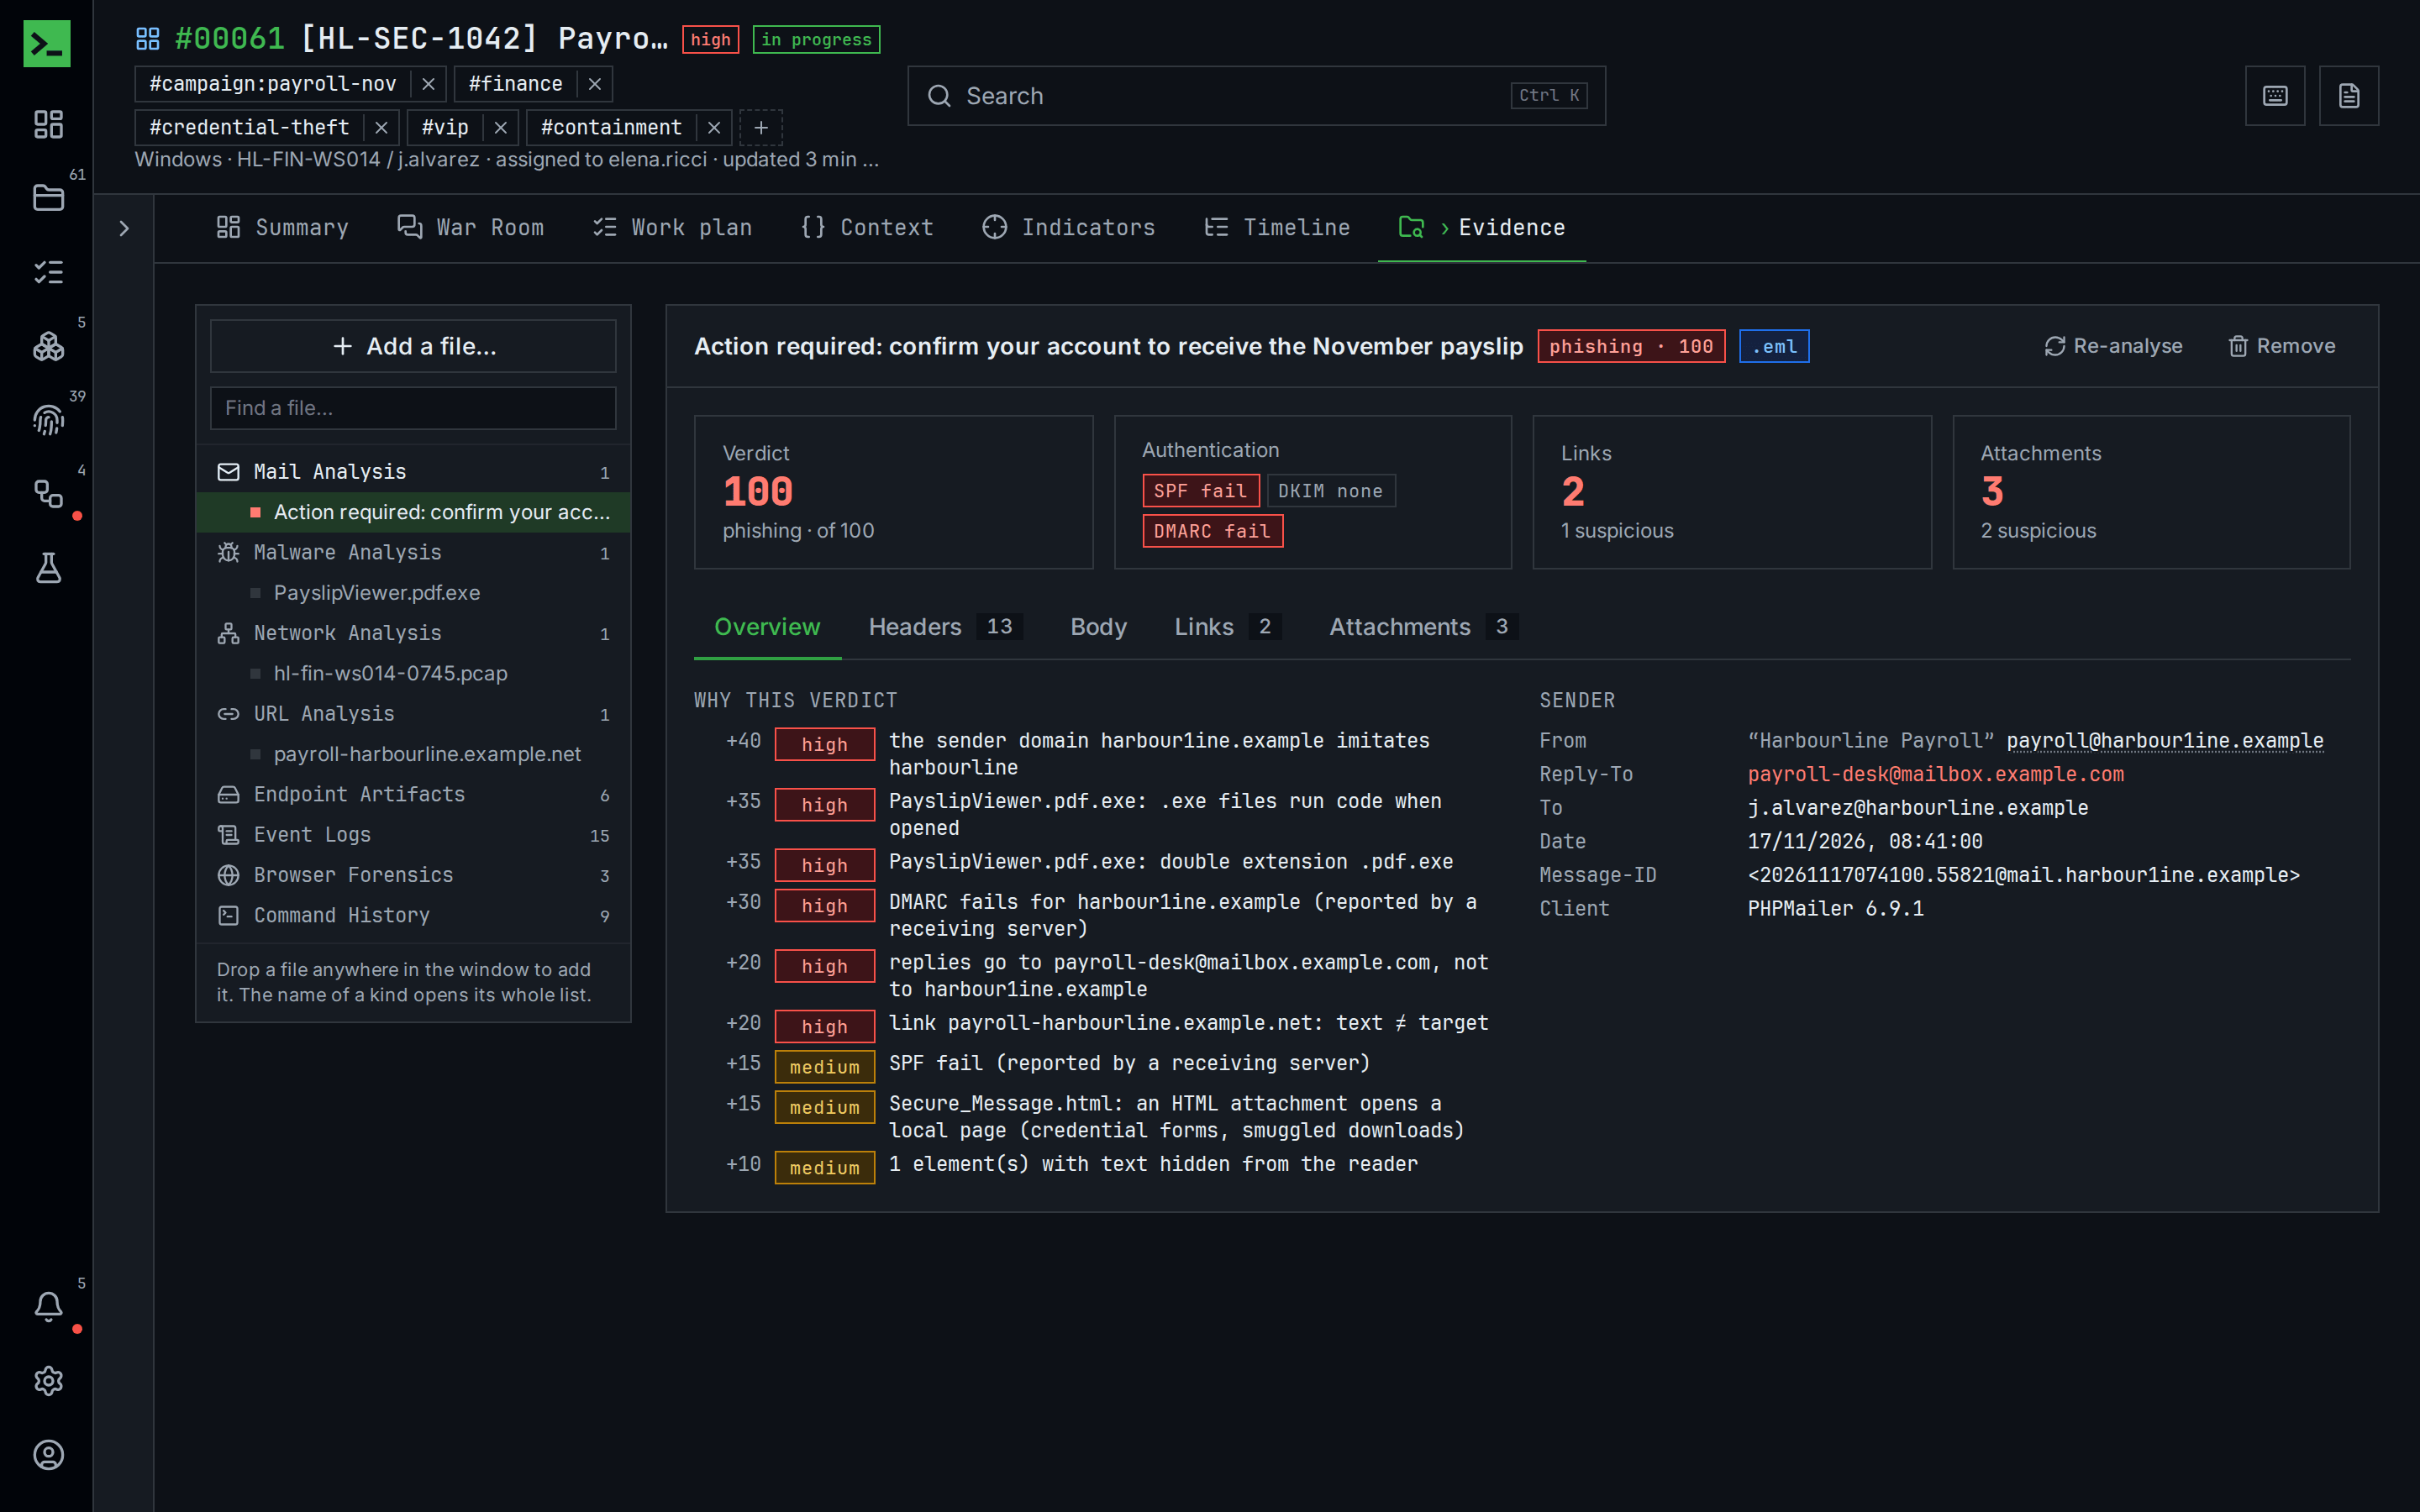 #00061 [HL-SEC-1042] Payro… high in progress
#campaign:payroll-nov #finance
#credential-theft #vip #containment
Windows · HL-FIN-WS014 / j.alvarez · assigned to elena.ricci · updated 3 min …
Search Ctrl K
61
5
39
4
5
Summary War Room Work plan Context Indicators Timeline › Evidence
Add a file…
Find a file…
Mail Analysis 1
Action required: confirm your acc…
Malware Analysis 1
PayslipViewer.pdf.exe
Network Analysis 1
hl-fin-ws014-0745.pcap
URL Analysis 1
payroll-harbourline.example.net
Endpoint Artifacts 6
Event Logs 15
Browser Forensics 3
Command History 9
Drop a file anywhere in the window to add
it. The name of a kind opens its whole list.
Action required: confirm your account to receive the November payslip phishing · 100 .eml Re-analyse Remove
Verdict
100
phishing · of 100
Authentication
SPF fail DKIM none
DMARC fail
Links
2
1 suspicious
Attachments
3
2 suspicious
Overview Headers 13 Body Links 2 Attachments 3
WHY THIS VERDICT
+40 high the sender domain harbour1ine.example imitates
harbourline
+35 high PayslipViewer.pdf.exe: .exe files run code when
opened
+35 high PayslipViewer.pdf.exe: double extension .pdf.exe
+30 high DMARC fails for harbour1ine.example (reported by a
receiving server)
+20 high replies go to payroll-desk@mailbox.example.com, not
to harbour1ine.example
+20 high link payroll-harbourline.example.net: text ≠ target
+15 medium SPF fail (reported by a receiving server)
+15 medium Secure_Message.html: an HTML attachment opens a
local page (credential forms, smuggled downloads)
+10 medium 1 element(s) with text hidden from the reader
SENDER
From “Harbourline Payroll” payroll@harbour1ine.example
Reply-To payroll-desk@mailbox.example.com
To j.alvarez@harbourline.example
Date 17/11/2026, 08:41:00
Message-ID <20261117074100.55821@mail.harbour1ine.example>
Client PHPMailer 6.9.1